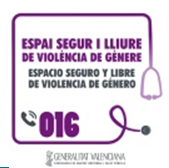 ESPAI SEGUR I LLIURE
DE VIOLÈNCIA DE GÈNERE
ESPACIO SEGURO Y LIBRE
DE VIOLENCIA DE GÉNERO
016
GENERALITAT VALENCIANA